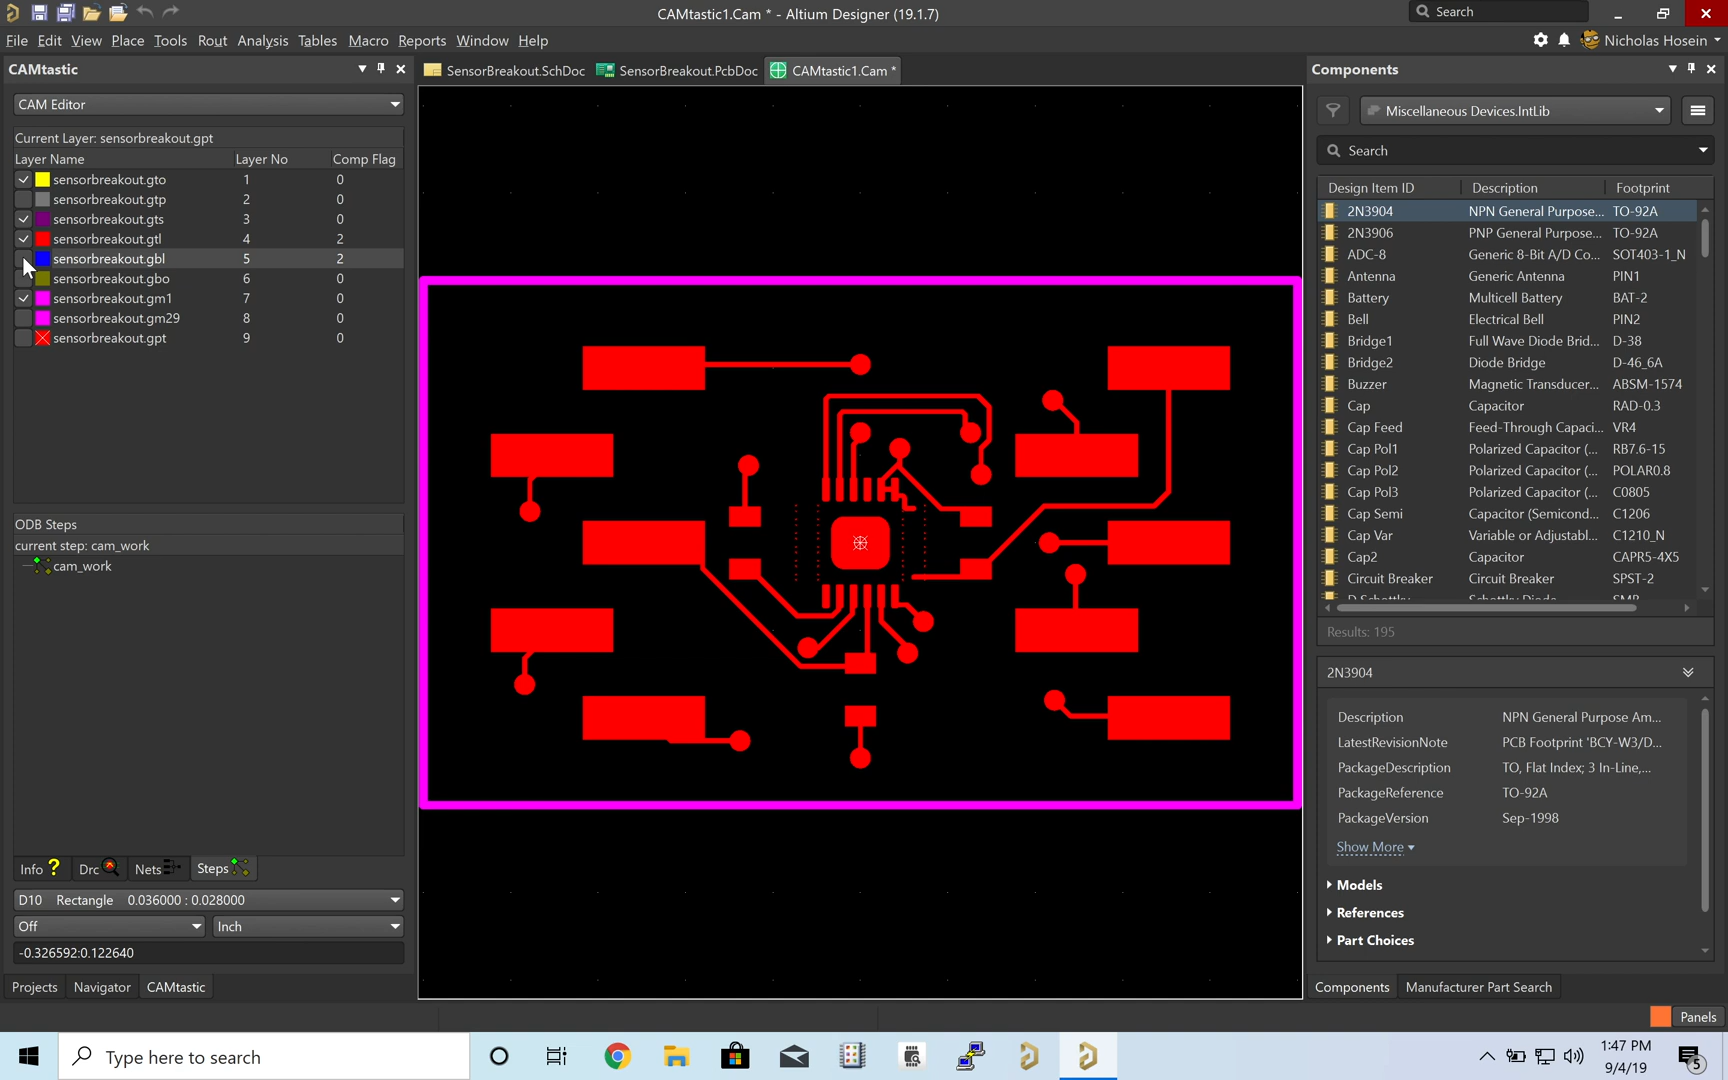 CAMtastic1.Cam * - Altium Designer (19.1.7)
Search
File Edit View Place Tools Rout Analysis Tables Macro Reports Window Help
Nicholas Hosein
CAMtastic
SensorBreakout.SchDoc SensorBreakout.PcbDoc CAMtastic1.Cam *
Components
CAM Editor
Miscellaneous Devices.IntLib
Current Layer: sensorbreakout.gpt
Search
Layer Name Layer No Comp Flag
sensorbreakout.gto 1 0
sensorbreakout.gtp 2 0
sensorbreakout.gts 3 0
sensorbreakout.gtl 4 2
sensorbreakout.gbl 5 2
sensorbreakout.gbo 6 0
sensorbreakout.gm1 7 0
sensorbreakout.gm29 8 0
sensorbreakout.gpt 9 0
Design Item ID Description Footprint
2N3904 NPN General Purpose... TO-92A
2N3906 PNP General Purpose... TO-92A
ADC-8 Generic 8-Bit A/D Co... SOT403-1_N
Antenna Generic Antenna PIN1
Battery Multicell Battery BAT-2
Bell Electrical Bell PIN2
Bridge1 Full Wave Diode Brid... D-38
Bridge2 Diode Bridge D-46_6A
Buzzer Magnetic Transducer... ABSM-1574
Cap Capacitor RAD-0.3
Cap Feed Feed-Through Capaci... VR4
Cap Pol1 Polarized Capacitor (... RB7.6-15
Cap Pol2 Polarized Capacitor (... POLAR0.8
Cap Pol3 Polarized Capacitor (... C0805
Cap Semi Capacitor (Semicond... C1206
Cap Var Variable or Adjustabl... C1210_N
Cap2 Capacitor CAPR5-4X5
Circuit Breaker Circuit Breaker SPST-2
D Schottky Schottky Diode SMB
Results: 195
ODB Steps
current step: cam_work
cam_work
2N3904
Description NPN General Purpose Am...
LatestRevisionNote PCB Footprint 'BCY-W3/D...
PackageDescription TO, Flat Index; 3 In-Line,...
PackageReference TO-92A
PackageVersion Sep-1998
Show More
Models
References
Part Choices
Info ? Drc Nets Steps
D10 Rectangle 0.036000 : 0.028000
Off Inch
-0.326592:0.122640
Projects Navigator CAMtastic
Components Manufacturer Part Search
Panels
Type here to search
1:47 PM
9/4/19
5